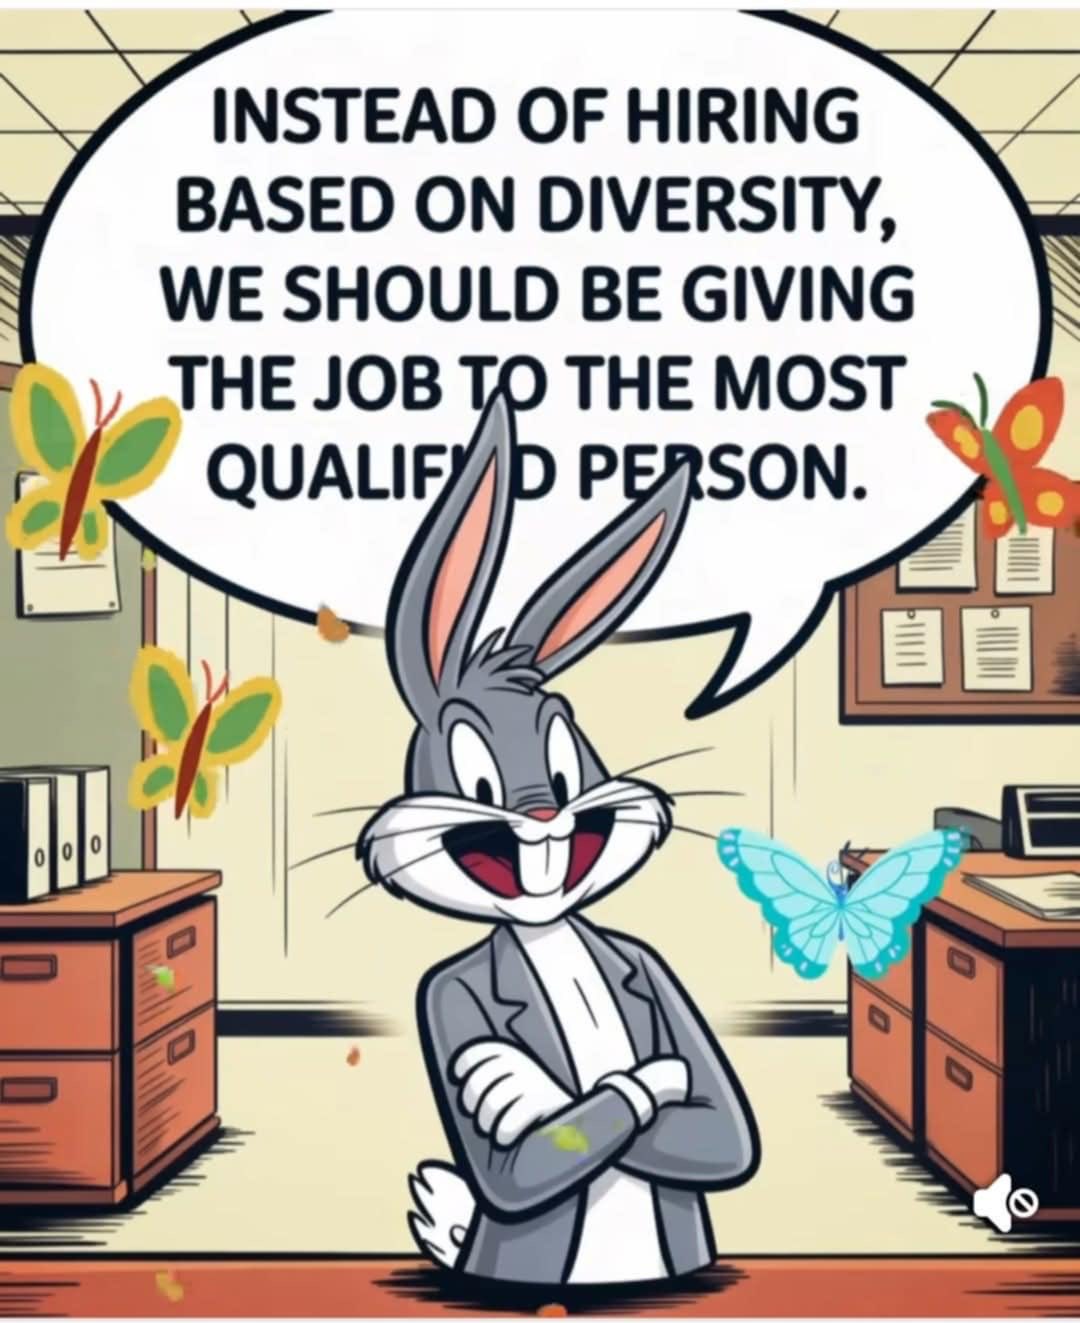 INSTEAD OF HIRING
BASED ON DIVERSITY,
WE SHOULD BE GIVING
THE JOB TO THE MOST
QUALIFIED PERSON.